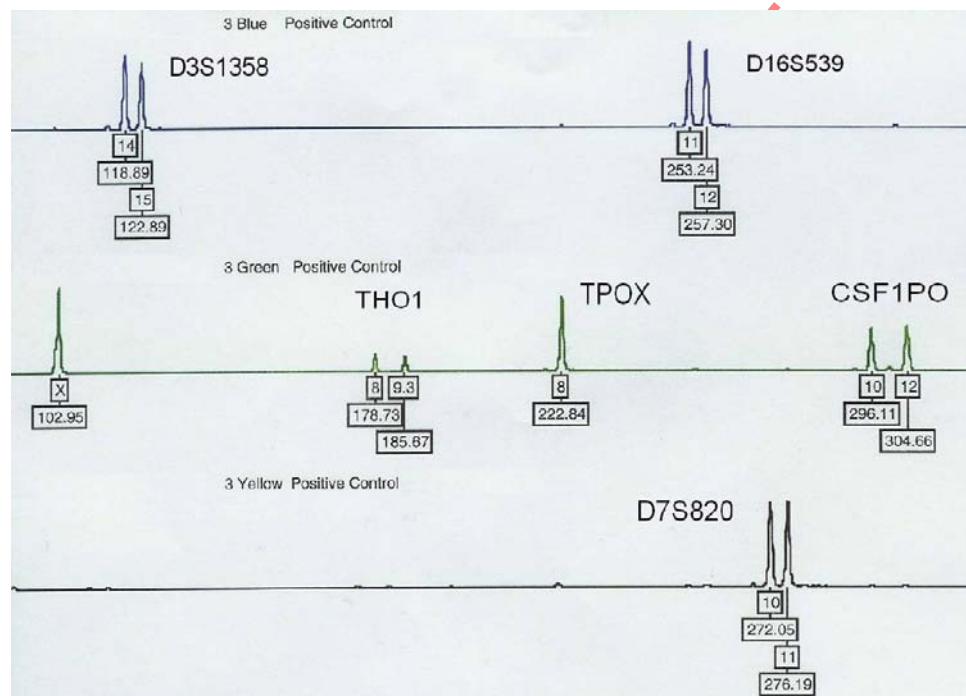 3 Blue Positive Control
D3S1358 D16S539
14 11
118.89 253.24
15 12
122.89 257.30
3 Green Positive Control
THO1 TPOX CSF1PO
X 8 9.3 8 10 12
102.95 178.73 222.84 296.11
185.67 304.66
3 Yellow Positive Control
D7S820
10
272.05
11
276.19